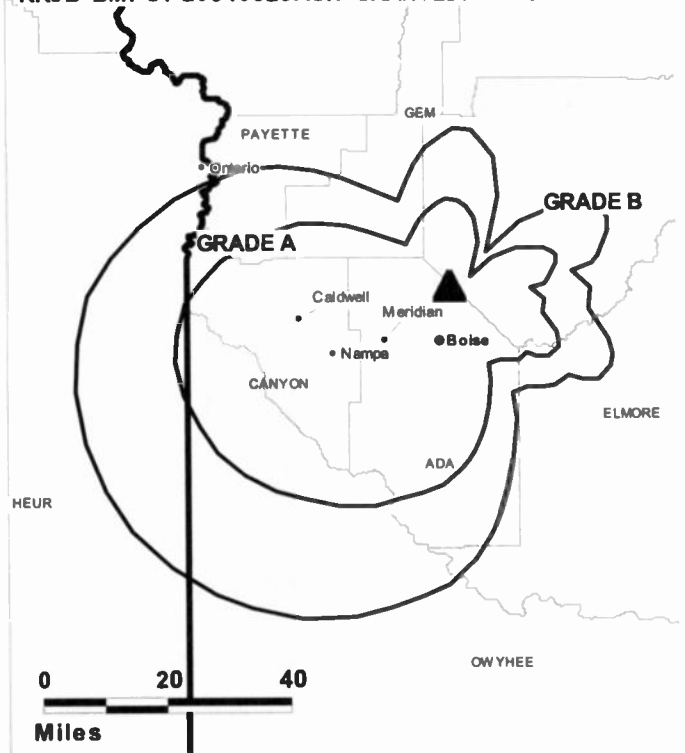 GEM
PAYETTE
Ontario
GRADE B
GRADE A
Caldwell
Meridian
Boise
Nampa
CANYON
ELMORE
ADA
HEUR
OWYHEE
0 20 40
Miles